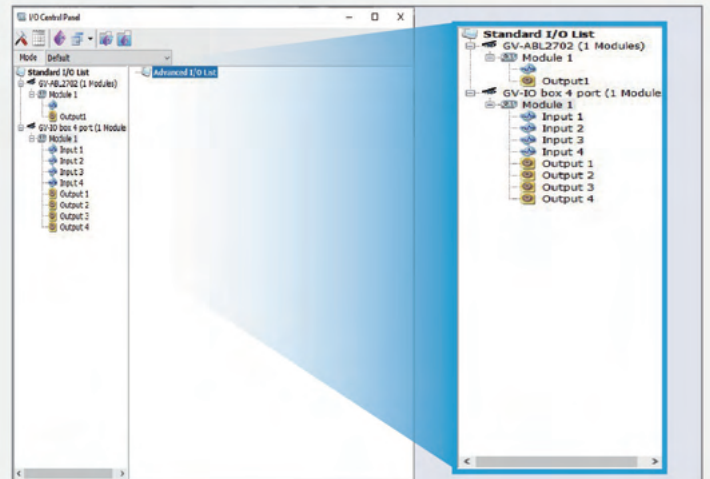 I/O Control Panel
Mode Default
Standard I/O List
GV-ABL2702 (1 Modules)
Module 1
Output1
GV-IO box 4 port (1 Module
Module 1
Input 1
Input 2
Input 3
Input 4
Output 1
Output 2
Output 3
Output 4
Advanced I/O List
Standard I/O List
GV-ABL2702 (1 Modules)
Module 1
Output1
GV-IO box 4 port (1 Module
Module 1
Input 1
Input 2
Input 3
Input 4
Output 1
Output 2
Output 3
Output 4